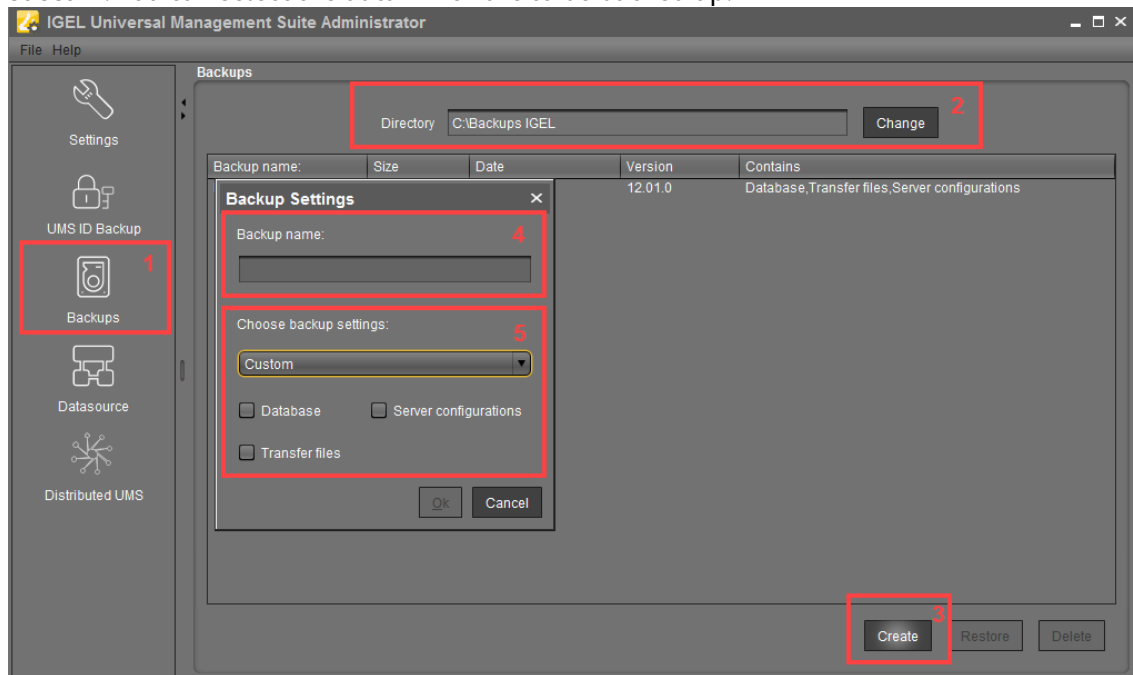 IGEL Universal Management Suite Administrator
File Help
Backups
Settings
UMS ID Backup
1
Backups
Datasource
Distributed UMS
Directory C:\Backups IGEL Change 2
Backup name: Size Date Version Contains
12.01.0 Database,Transfer files,Server configurations
Backup Settings ×
Backup name: 4
Choose backup settings: 5
Custom
Database Server configurations
Transfer files
Ok Cancel
3
Create Restore Delete